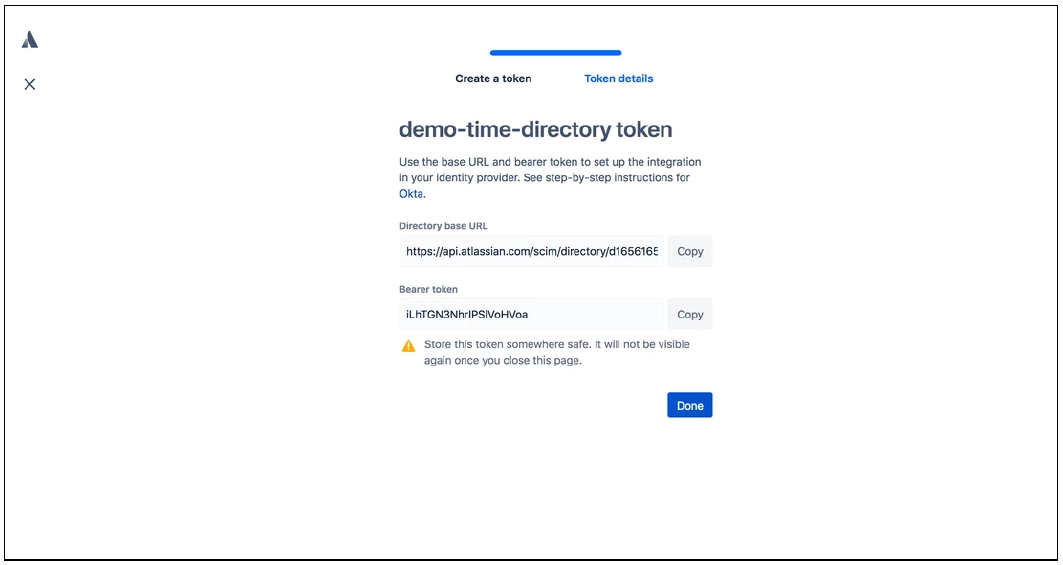 Create a token
Token details
demo-time-directory token
Use the base URL and bearer token to set up the integration
in your identity provider. See step-by-step instructions for
Okta.
Directory base URL
https://api.atlassian.com/scim/directory/d1656165
Copy
Bearer token
Copy
Store this token somewhere safe. It will not be visible
again once you close this page.
Done